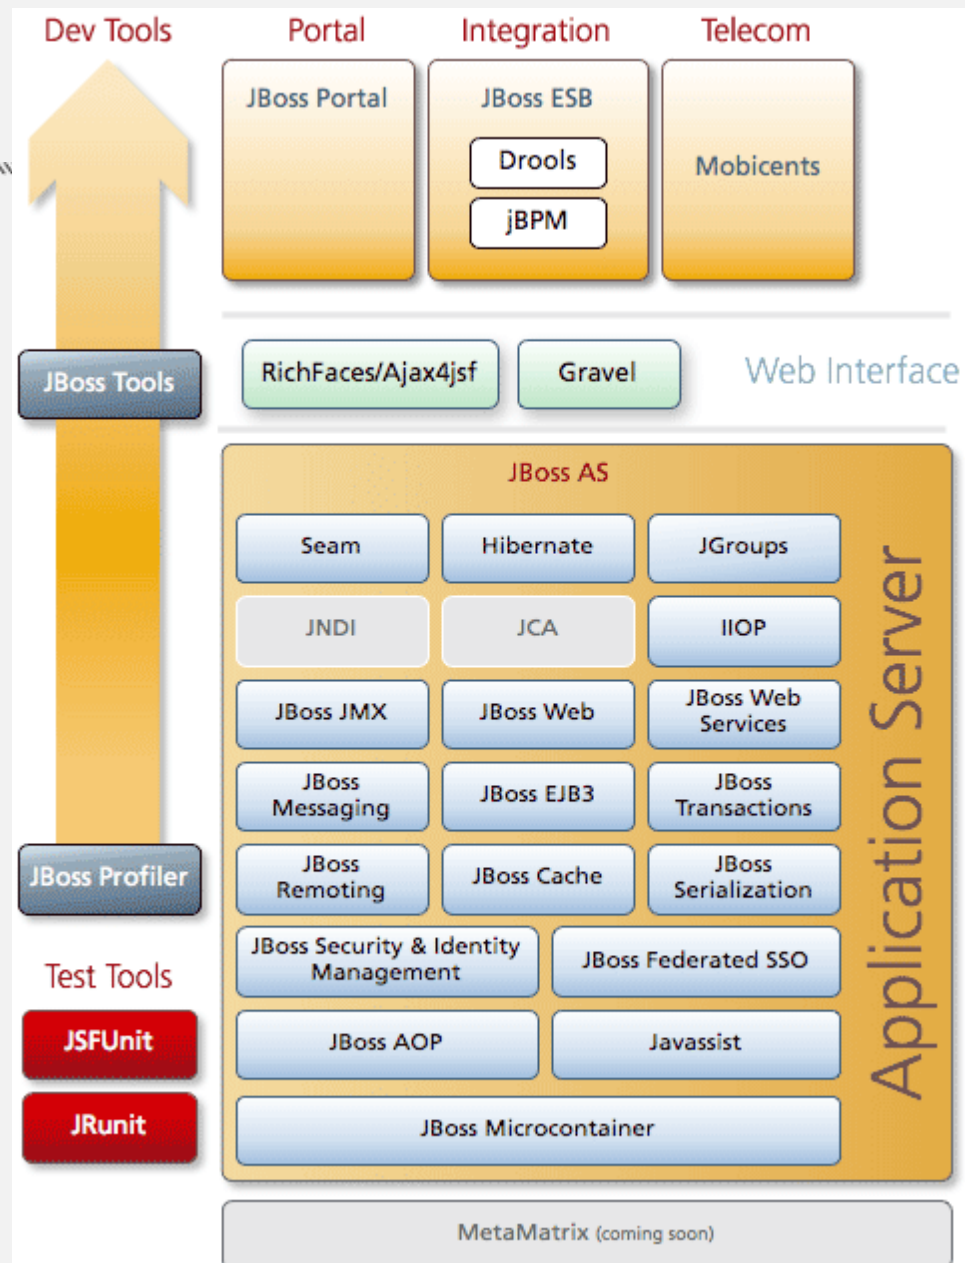 Dev Tools
Portal
Integration
Telecom
JBoss Portal
JBoss ESB
Drools
jBPM
Mobicents
JBoss Tools
RichFaces/Ajax4jsf
Gravel
Web Interface
JBoss AS
Seam
Hibernate
JGroups
JNDI
JCA
IIOP
JBoss JMX
JBoss Web
JBoss Web
Services
JBoss
Messaging
JBoss EJB3
JBoss
Transactions
JBoss Profiler
JBoss
Remoting
JBoss Cache
JBoss
Serialization
JBoss Security & Identity
Management
JBoss Federated SSO
Test Tools
JSFUnit
JBoss AOP
Javassist
JRunit
JBoss Microcontainer
Application Server
MetaMatrix (coming soon)